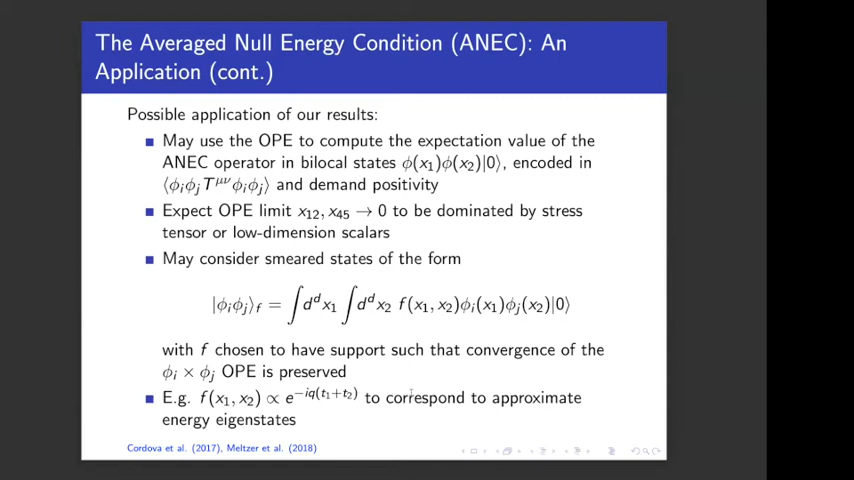 The Averaged Null Energy Condition (ANEC): An
Application (cont.)
Possible application of our results:
May use the OPE to compute the expectation value of the
ANEC operator in bilocal states ϕ(x₁)ϕ(x₂)|0⟩, encoded in
⟨ϕᵢϕⱼT^{μν}ϕᵢϕⱼ⟩ and demand positivity
Expect OPE limit x₁₂, x₄₅ → 0 to be dominated by stress
tensor or low-dimension scalars
May consider smeared states of the form
|ϕᵢϕⱼ⟩_f = ∫d^d x₁ ∫d^d x₂ f(x₁, x₂)ϕᵢ(x₁)ϕⱼ(x₂)|0⟩
with f chosen to have support such that convergence of the
ϕᵢ × ϕⱼ OPE is preserved
E.g. f(x₁, x₂) ∝ e^{−iq(t₁+t₂)} to correspond to approximate
energy eigenstates
Cordova et al. (2017), Meltzer et al. (2018)